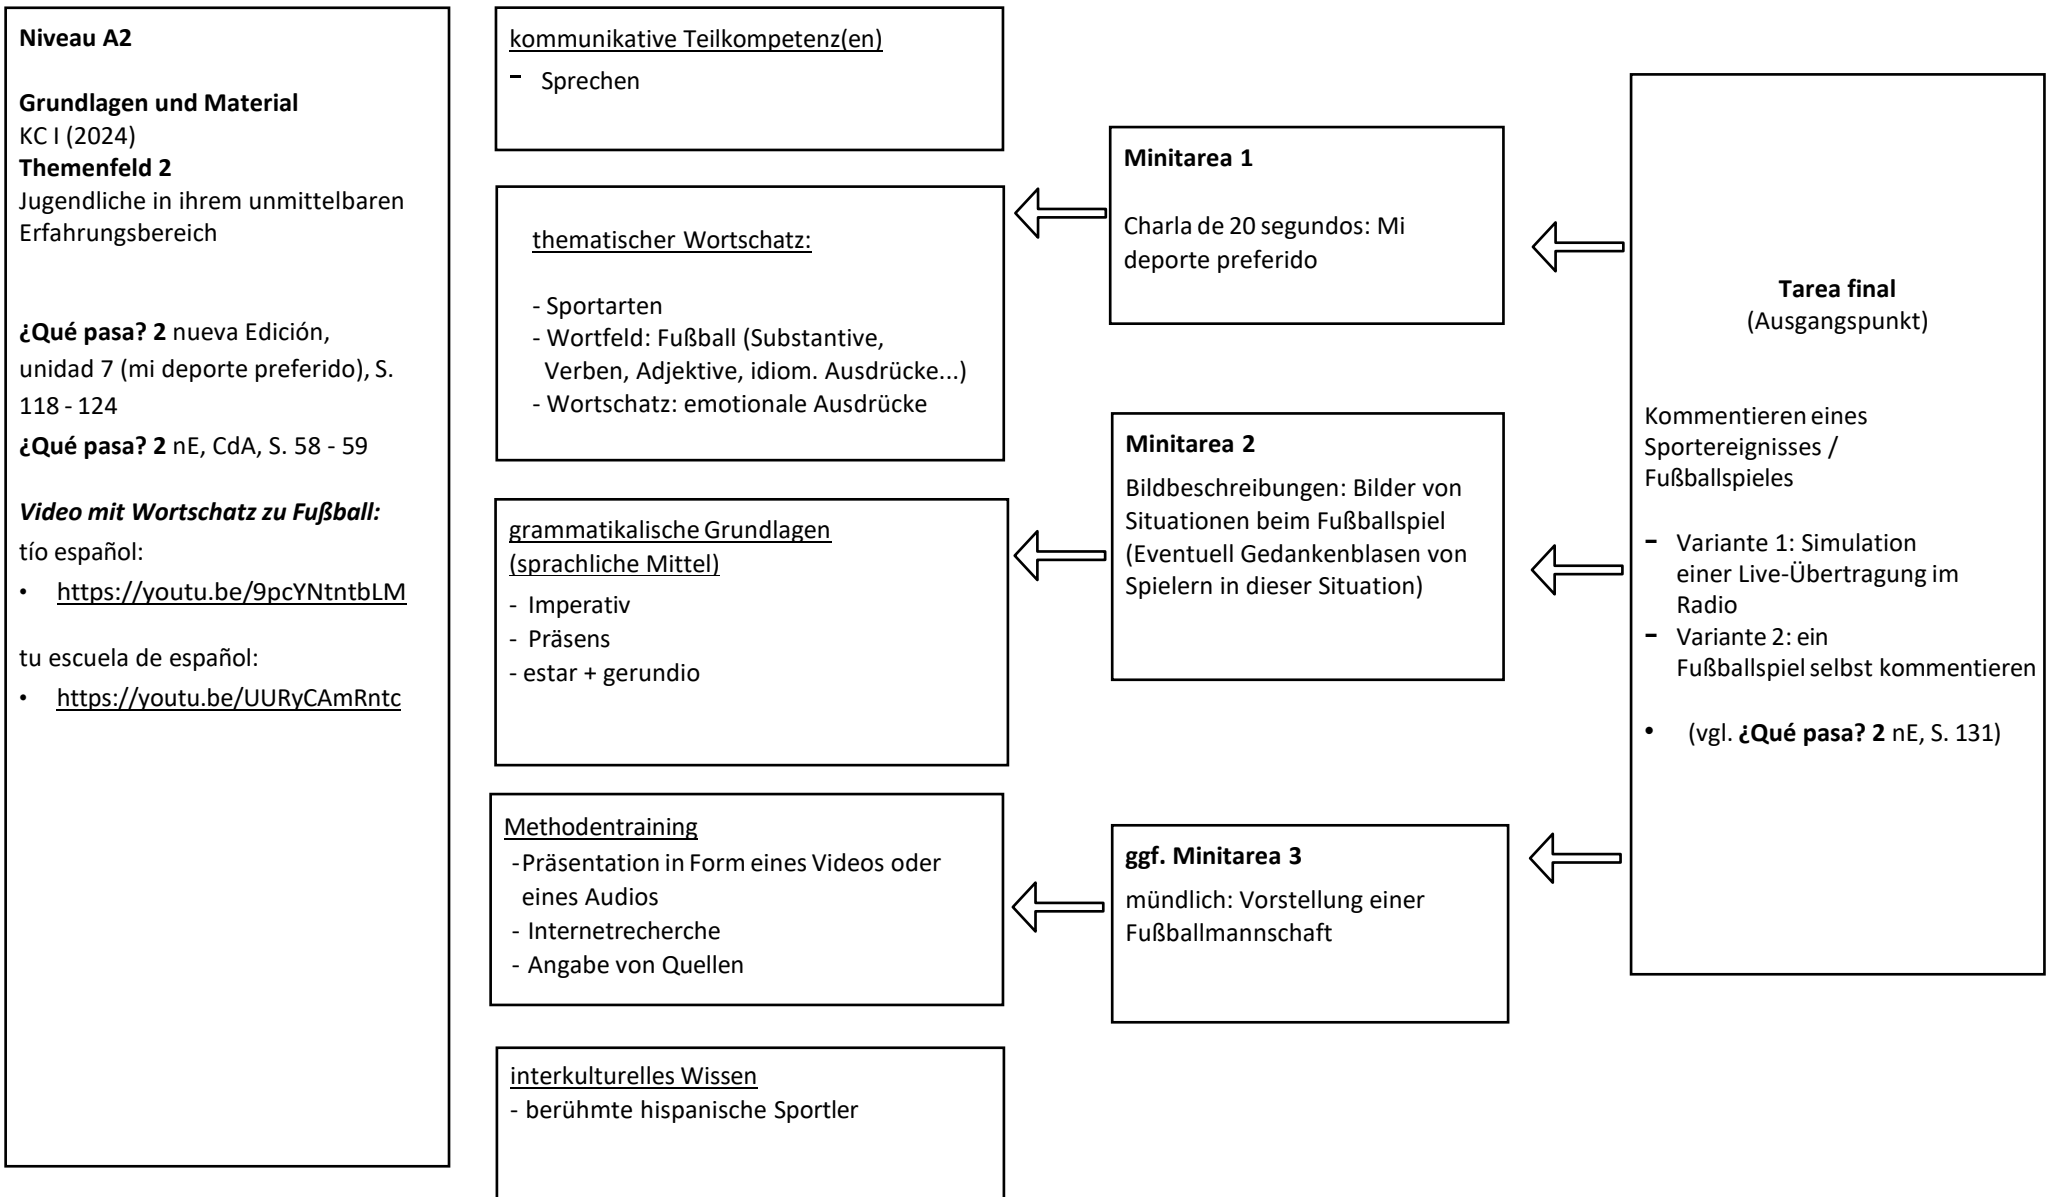 Niveau A2
Grundlagen und Material
KC I (2024)
Themenfeld 2
Jugendliche in ihrem unmittelbaren
Erfahrungsbereich
¿Qué pasa? 2 nueva Edición,
unidad 7 (mi deporte preferido), S.
118 - 124
¿Qué pasa? 2 nE, CdA, S. 58 - 59
Video mit Wortschatz zu Fußball:
tío español:
• https://youtu.be/9pcYNtntbLM
tu escuela de español:
• https://youtu.be/UURyCAmRntc
kommunikative Teilkompetenz(en)
- Sprechen
thematischer Wortschatz:
- Sportarten
- Wortfeld: Fußball (Substantive,
Verben, Adjektive, idiom. Ausdrücke...)
- Wortschatz: emotionale Ausdrücke
grammatikalische Grundlagen
(sprachliche Mittel)
- Imperativ
- Präsens
- estar + gerundio
Methodentraining
-Präsentation in Form eines Videos oder
eines Audios
- Internetrecherche
- Angabe von Quellen
interkulturelles Wissen
- berühmte hispanische Sportler
Minitarea 1
Charla de 20 segundos: Mi
deporte preferido
Minitarea 2
Bildbeschreibungen: Bilder von
Situationen beim Fußballspiel
(Eventuell Gedankenblasen von
Spielern in dieser Situation)
ggf. Minitarea 3
mündlich: Vorstellung einer
Fußballmannschaft
Tarea final
(Ausgangspunkt)
Kommentieren eines
Sportereignisses /
Fußballspieles
- Variante 1: Simulation
einer Live-Übertragung im
Radio
- Variante 2: ein
Fußballspiel selbst kommentieren
• (vgl. ¿Qué pasa? 2 nE, S. 131)